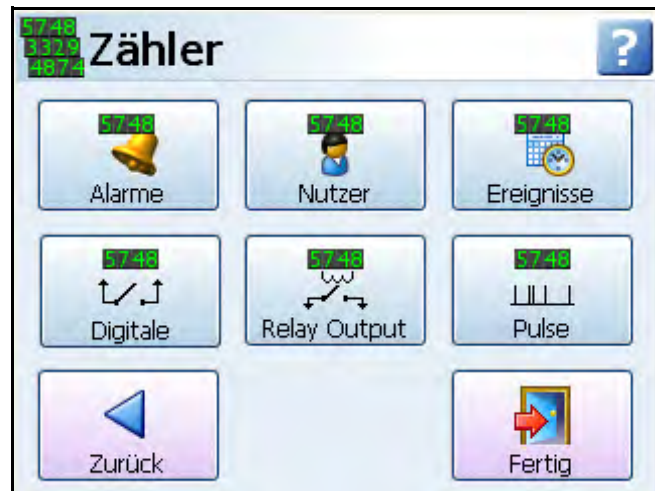 5748
3329
4874
Zähler
?
5748
5748
5748
Alarme
Nutzer
Ereignisse
5748
5748
5748
Digitale
Relay Output
Pulse
Zurück
Fertig